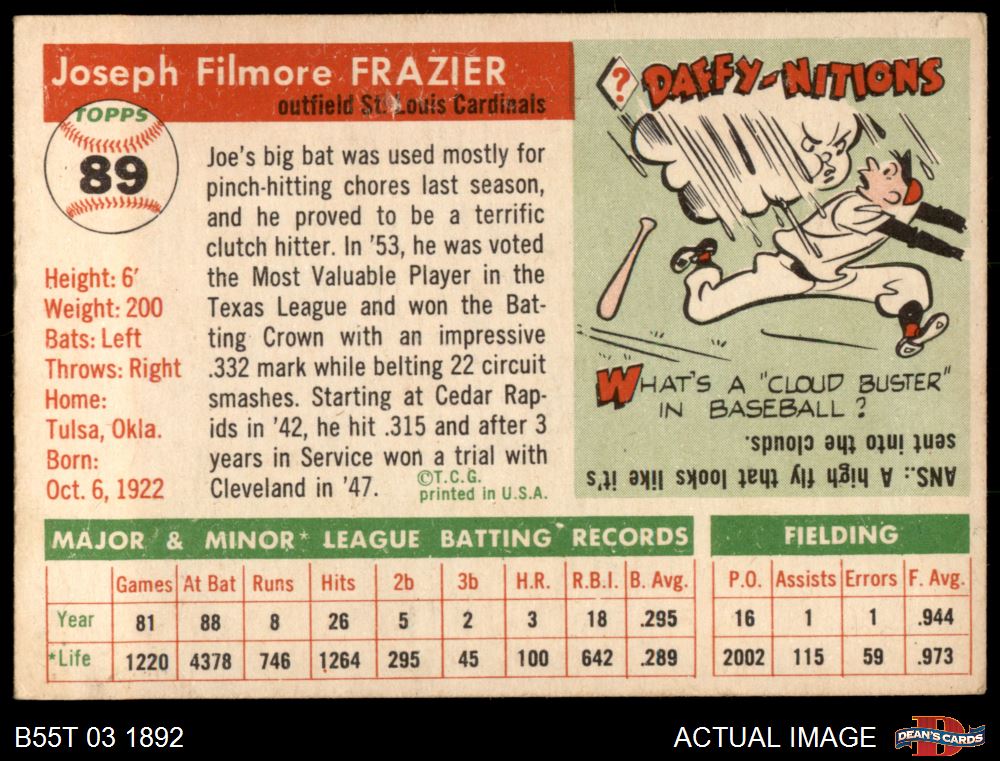 Joseph Filmore FRAZIER
outfield St. Louis Cardinals
TOPPS
89
Height: 6'
Weight: 200
Bats: Left
Throws: Right
Home:
Tulsa, Okla.
Born:
Oct. 6, 1922
Joe's big bat was used mostly for
pinch-hitting chores last season,
and he proved to be a terrific
clutch hitter. In '53, he was voted
the Most Valuable Player in the
Texas League and won the Bat-
ting Crown with an impressive
.332 mark while belting 22 circuit
smashes. Starting at Cedar Rap-
ids in '42, he hit .315 and after 3
years in Service won a trial with
Cleveland in '47.
©T.C.G.
printed in U.S.A.
? DAFFY-NITIONS
WHAT'S A "CLOUD BUSTER"
IN BASEBALL?
ANS.: A high fly that looks like it's
sent into the clouds.
MAJOR & MINOR* LEAGUE BATTING RECORDS FIELDING
Games At Bat Runs Hits 2b 3b H.R. R.B.I. B. Avg. P.O. Assists Errors F. Avg.
Year 81 88 8 26 5 2 3 18 .295 16 1 1 .944
*Life 1220 4378 746 1264 295 45 100 642 .289 2002 115 59 .973
B55T 03 1892
ACTUAL IMAGE
D
DEAN'S CARDS